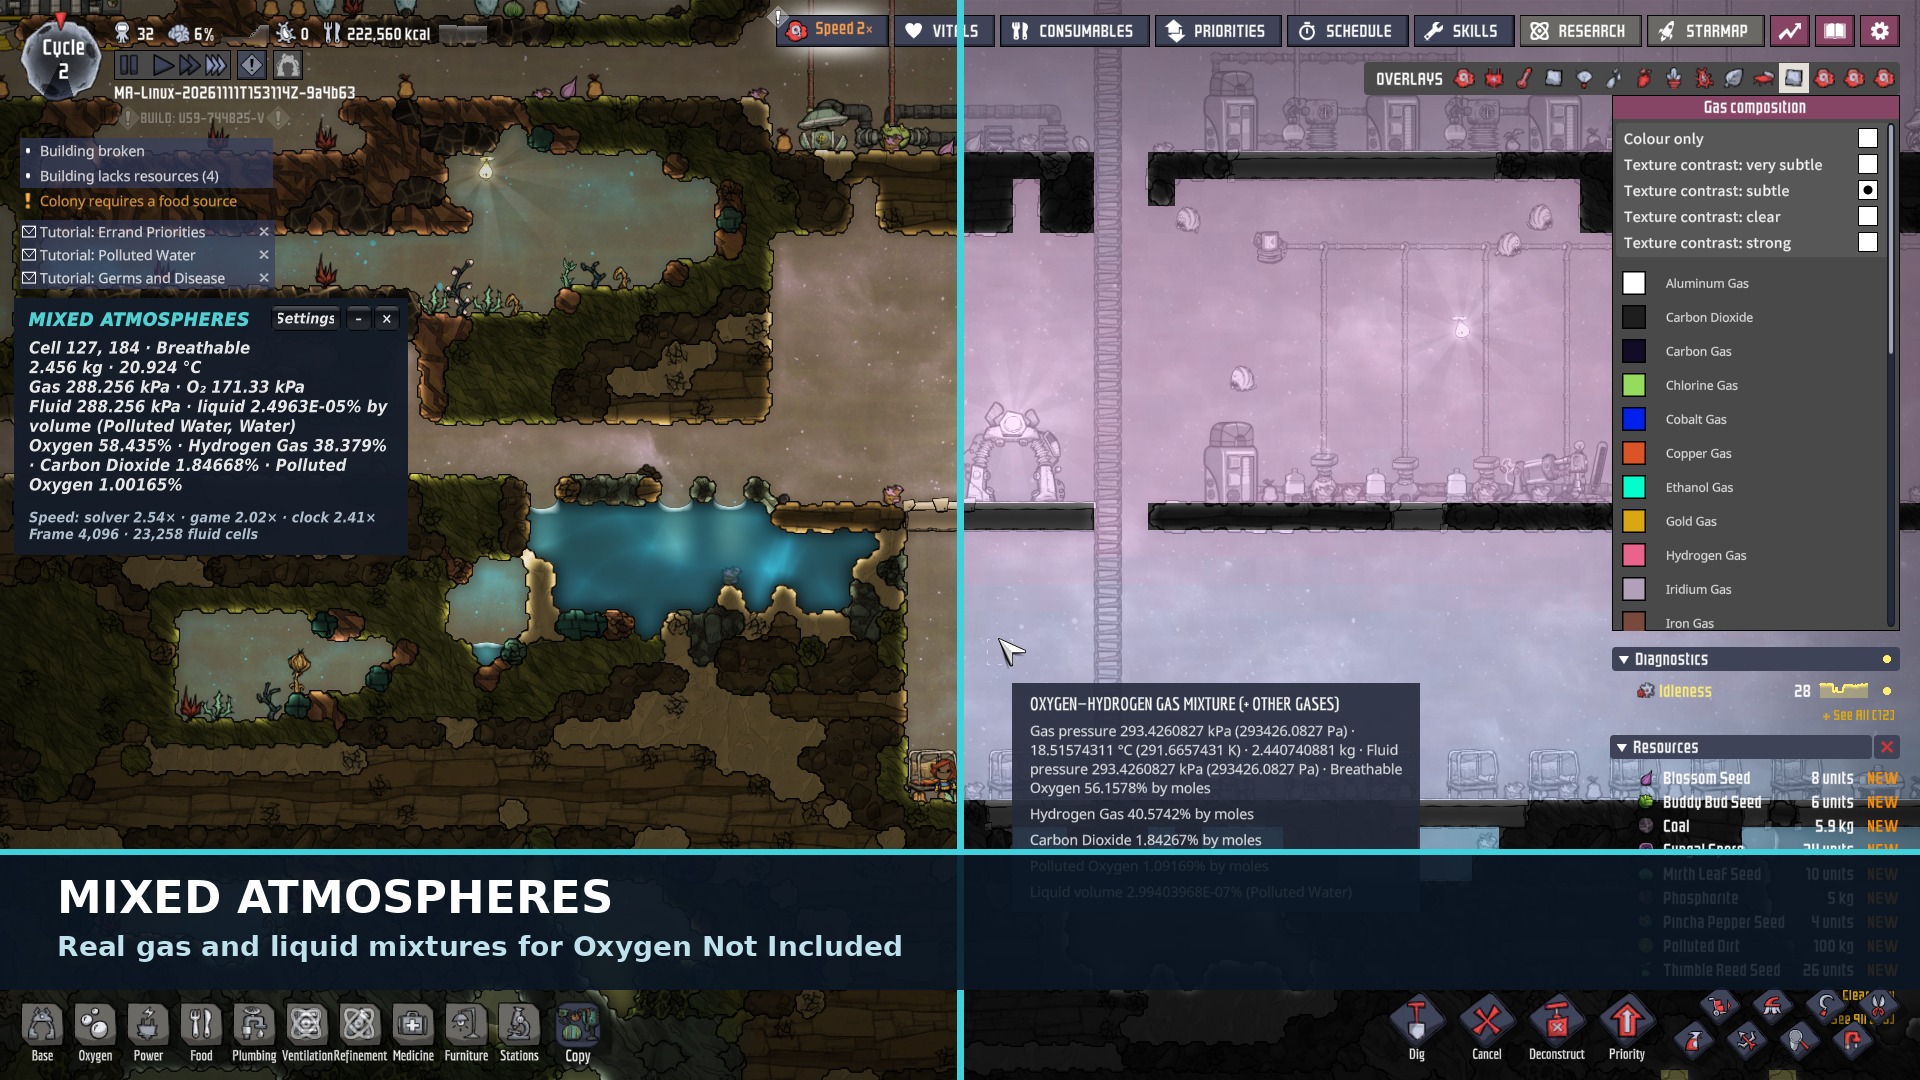 Cycle
2
32
6%
0
222,560 kcal
MA-Linux-20261111T153114Z-9a4b63
BUILD: U59-744825-V
Speed 2×
VITALS
CONSUMABLES
PRIORITIES
SCHEDULE
SKILLS
RESEARCH
STARMAP
OVERLAYS
Building broken
Building lacks resources (4)
Colony requires a food source
Tutorial: Errand Priorities
Tutorial: Polluted Water
Tutorial: Germs and Disease
MIXED ATMOSPHERES
Settings
-
×
Cell 127, 184 · Breathable
2.456 kg · 20.924 °C
Gas 288.256 kPa · O₂ 171.33 kPa
Fluid 288.256 kPa · liquid 2.4963E-05% by
volume (Polluted Water, Water)
Oxygen 58.435% · Hydrogen Gas 38.379%
· Carbon Dioxide 1.84668% · Polluted
Oxygen 1.00165%
Speed: solver 2.54× · game 2.02× · clock 2.41×
Frame 4,096 · 23,258 fluid cells
Gas composition
Colour only
Texture contrast: very subtle
Texture contrast: subtle
Texture contrast: clear
Texture contrast: strong
Aluminum Gas
Carbon Dioxide
Carbon Gas
Chlorine Gas
Cobalt Gas
Copper Gas
Ethanol Gas
Gold Gas
Hydrogen Gas
Iridium Gas
Iron Gas
Diagnostics
Idleness 28
+ See All (12)
Resources
Blossom Seed 8 units NEW
Buddy Bud Seed 6 units NEW
Coal 5.9 kg NEW
Mirth Leaf Seed 10 units NEW
Phosphorite 5 kg NEW
Pincha Pepper Seed 4 units NEW
Polluted Dirt 100 kg NEW
Thimble Reed Seed 26 units NEW
OXYGEN–HYDROGEN GAS MIXTURE (+ OTHER GASES)
Gas pressure 293.4260827 kPa (293426.0827 Pa) ·
18.51574311 °C (291.6657431 K) · 2.440740881 kg · Fluid
pressure 293.4260827 kPa (293426.0827 Pa) · Breathable
Oxygen 56.1578% by moles
Hydrogen Gas 40.5742% by moles
Carbon Dioxide 1.84267% by moles
Polluted Oxygen 1.09169% by moles
Liquid volume 2.99403968E-07% (Polluted Water)
MIXED ATMOSPHERES
Real gas and liquid mixtures for Oxygen Not Included
Base
Oxygen
Power
Food
Plumbing
Ventilation
Refinement
Medicine
Furniture
Stations
Copy
Dig
Cancel
Deconstruct
Priority